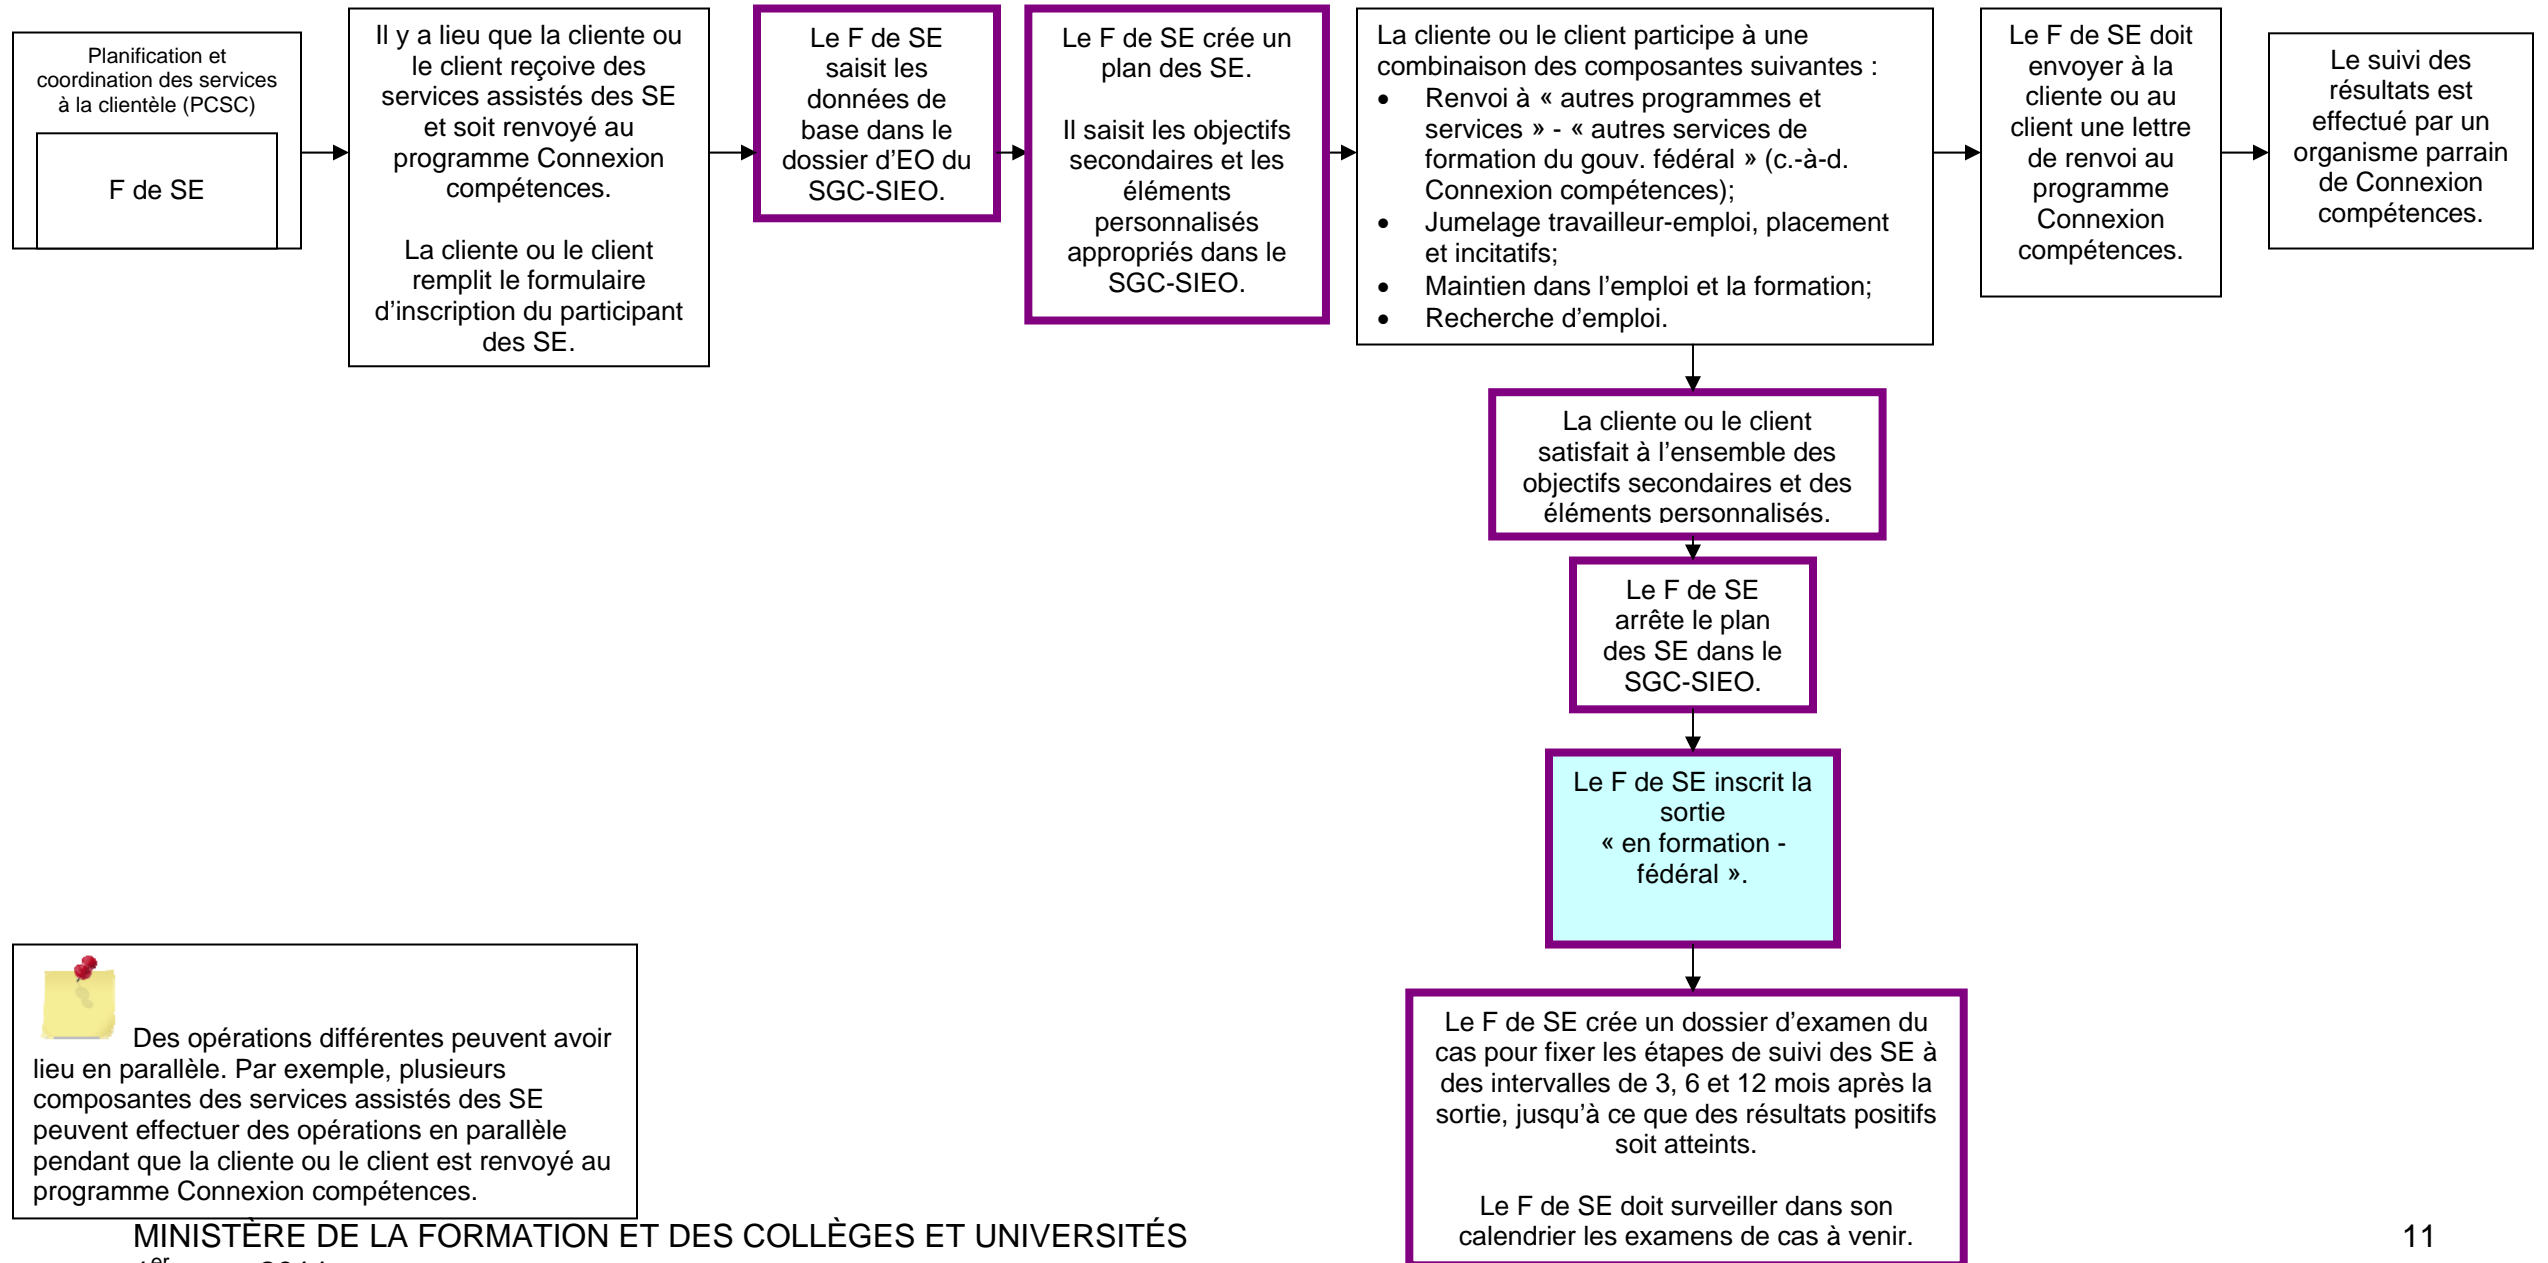 Planification et
coordination des services
à la clientèle (PCSC)
F de SE
Il y a lieu que la cliente ou
le client reçoive des
services assistés des SE
et soit renvoyé au
programme Connexion
compétences.
La cliente ou le client
remplit le formulaire
d’inscription du participant
des SE.
Le F de SE
saisit les
données de
base dans le
dossier d’EO du
SGC-SIEO.
Le F de SE crée un
plan des SE.
Il saisit les objectifs
secondaires et les
éléments
personnalisés
appropriés dans le
SGC-SIEO.
La cliente ou le client participe à une
combinaison des composantes suivantes :
• Renvoi à « autres programmes et
services » - « autres services de
formation du gouv. fédéral » (c.-à-d.
Connexion compétences);
• Jumelage travailleur-emploi, placement
et incitatifs;
• Maintien dans l’emploi et la formation;
• Recherche d’emploi.
Le F de SE doit
envoyer à la
cliente ou au
client une lettre
de renvoi au
programme
Connexion
compétences.
Le suivi des
résultats est
effectué par un
organisme parrain
de Connexion
compétences.
La cliente ou le client
satisfait à l’ensemble des
objectifs secondaires et des
éléments personnalisés.
Le F de SE
arrête le plan
des SE dans le
SGC-SIEO.
Le F de SE inscrit la
sortie
« en formation -
fédéral ».
Le F de SE crée un dossier d’examen du
cas pour fixer les étapes de suivi des SE à
des intervalles de 3, 6 et 12 mois après la
sortie, jusqu’à ce que des résultats positifs
soit atteints.
Le F de SE doit surveiller dans son
calendrier les examens de cas à venir.
Des opérations différentes peuvent avoir
lieu en parallèle. Par exemple, plusieurs
composantes des services assistés des SE
peuvent effectuer des opérations en parallèle
pendant que la cliente ou le client est renvoyé au
programme Connexion compétences.
MINISTÈRE DE LA FORMATION ET DES COLLÈGES ET UNIVERSITÉS
11